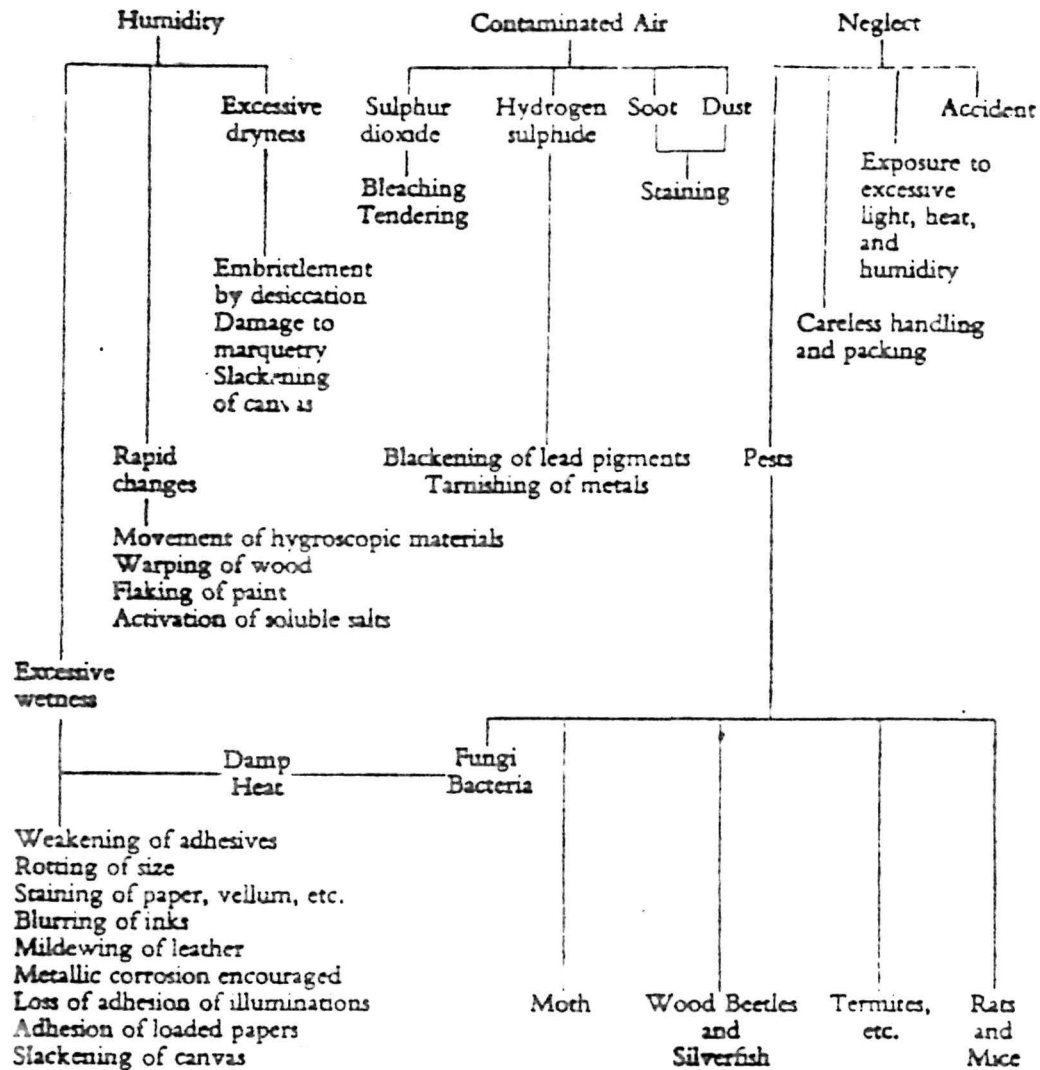 Humidity
Contaminated Air
Neglect
Excessive
dryness
Sulphur
dioxide
Hydrogen
sulphide
Soot
Dust
Accident
Bleaching
Tendering
Staining
Exposure to
excessive
light, heat,
and
humidity
Embrittlement
by desiccation
Damage to
marquetry
Slackening
of canvas
Careless handling
and packing
Rapid
changes
Blackening of lead pigments
Tarnishing of metals
Pests
Movement of hygroscopic materials
Warping of wood
Flaking of paint
Activation of soluble salts
Excessive
wetness
Damp
Heat
Fungi
Bacteria
Weakening of adhesives
Rotting of size
Staining of paper, vellum, etc.
Blurring of inks
Mildewing of leather
Metallic corrosion encouraged
Loss of adhesion of illuminations
Adhesion of loaded papers
Slackening of canvas
Moth
Wood Beetles
and
Silverfish
Termites,
etc.
Rats
and
Mice